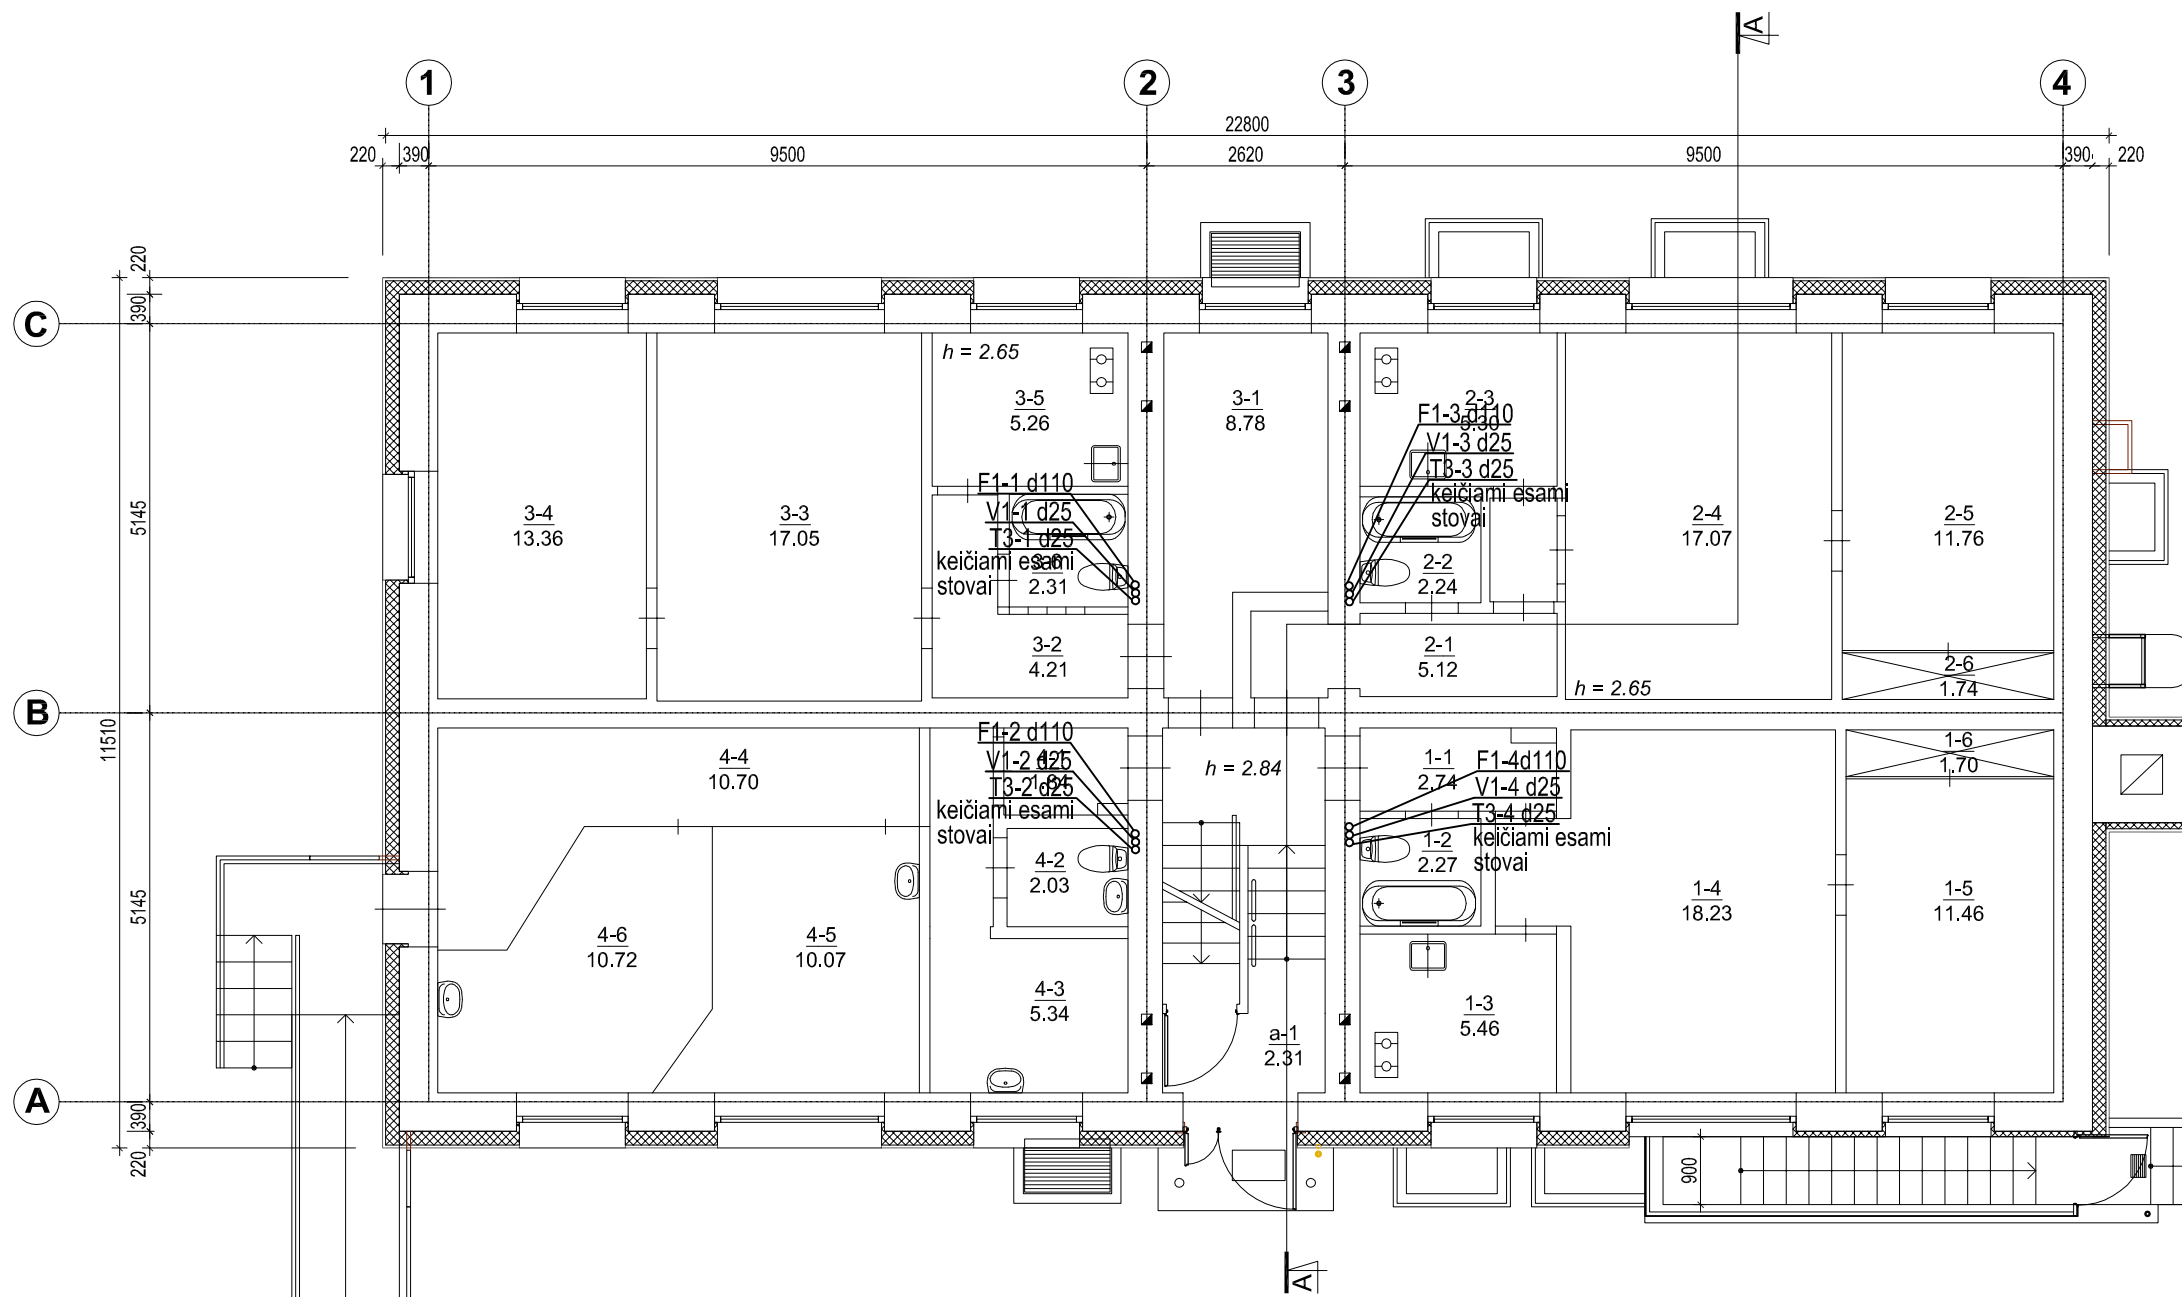 A
1
2
3
4
22800
220
390
9500
2620
9500
390
220
220
390
C
h = 2.65
3-5
5.26
3-1
8.78
2-3
5.30
F1-3 d110
V1-3 d25
T3-3 d25
keičiami esami
stovai
F1-1 d110
V1-1 d25
T3-1 d25
keičiami esami
stovai
3-4
13.36
3-3
17.05
2-4
17.07
2-5
11.76
5145
3-6
2.31
2-2
2.24
3-2
4.21
2-1
5.12
2-6
1.74
h = 2.65
B
11510
F1-2 d110
V1-2 d25
T3-2 d25
keičiami esami
stovai
4-4
10.70
4-1
1.84
h = 2.84
1-1
2.74
F1-4d110
V1-4 d25
T3-4 d25
keičiami esami
stovai
1-6
1.70
4-2
2.03
1-2
2.27
5145
4-6
10.72
4-5
10.07
1-4
18.23
1-5
11.46
4-3
5.34
1-3
5.46
a-1
2.31
A
390
220
900
A